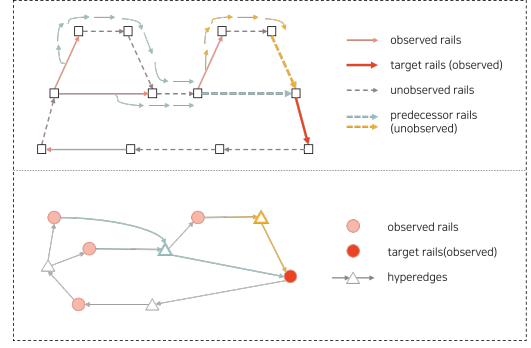 observed rails
target rails (observed)
unobserved rails
predecessor rails
(unobserved)
observed rails
target rails(observed)
hyperedges